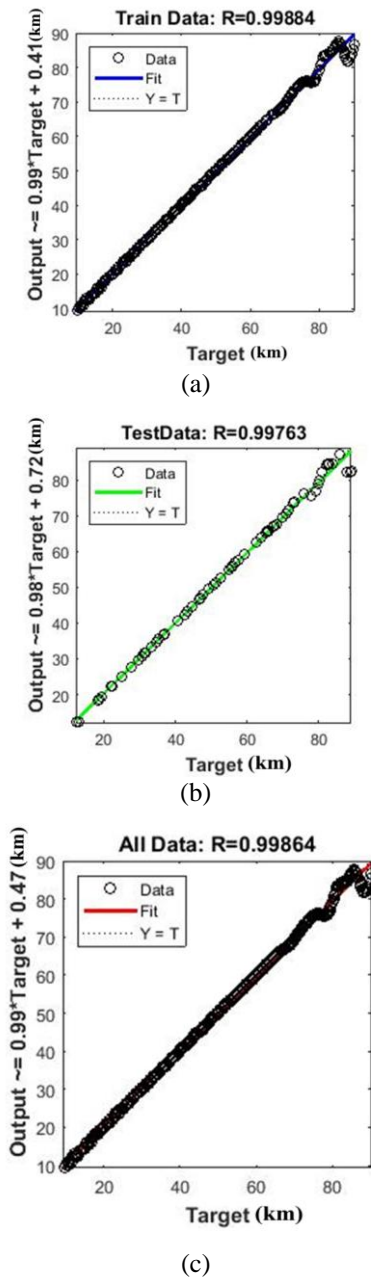 Train Data: R=0.99884
Output ~= 0.99*Target + 0.41(km)
90
80
70
60
50
40
30
20
10
Data
Fit
Y = T
20 40 60 80
Target (km)
(a)
TestData: R=0.99763
Output ~= 0.98*Target + 0.72(km)
80
70
60
50
40
30
20
Data
Fit
Y = T
20 40 60 80
Target (km)
(b)
All Data: R=0.99864
Output ~= 0.99*Target + 0.47(km)
90
80
70
60
50
40
30
20
10
Data
Fit
Y = T
20 40 60 80
Target (km)
(c)